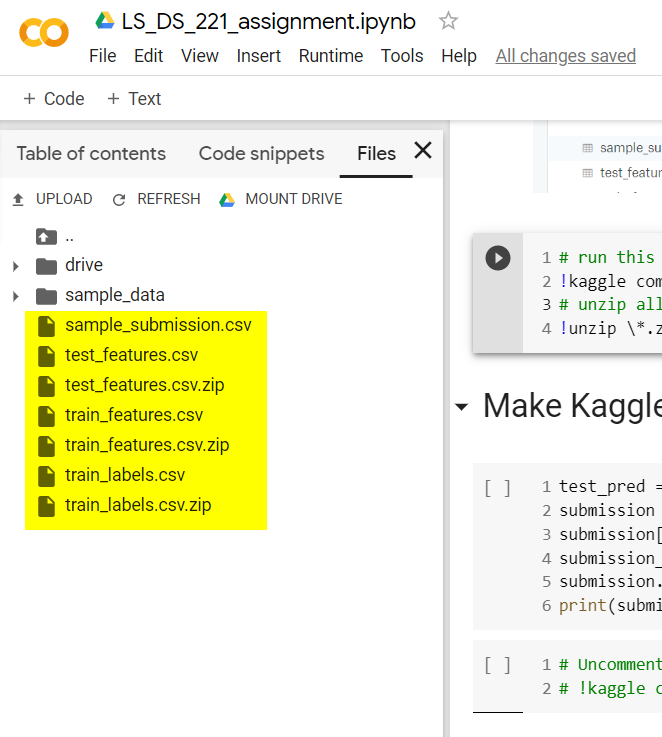 LS_DS_221_assignment.ipynb
File Edit View Insert Runtime Tools Help All changes saved
+ Code + Text
Table of contents Code snippets Files
UPLOAD REFRESH MOUNT DRIVE
..
drive
sample_data
sample_submission.csv
test_features.csv
test_features.csv.zip
train_features.csv
train_features.csv.zip
train_labels.csv
train_labels.csv.zip
sample_su
test_featur
1 # run this
2 !kaggle com
3 # unzip all
4 !unzip \*.z
Make Kaggle
[ ]
1 test_pred =
2 submission
3 submission[
4 submission_
5 submission.
6 print(submi
[ ]
1 # Uncomment
2 # !kaggle c